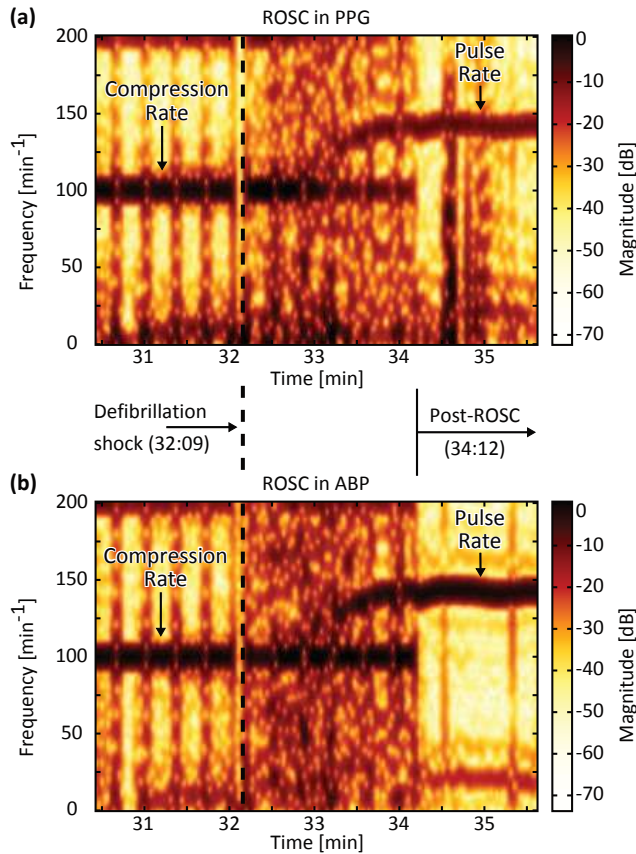 (a)
ROSC in PPG
200
150
100
50
0
Frequency [min⁻¹]
Compression
Rate
Pulse
Rate
31
32
33
34
35
Time [min]
0
-10
-20
-30
-40
-50
-60
-70
Magnitude [dB]
Defibrillation
shock (32:09)
Post-ROSC
(34:12)
(b)
ROSC in ABP
200
150
100
50
0
Frequency [min⁻¹]
Compression
Rate
Pulse
Rate
31
32
33
34
35
Time [min]
0
-10
-20
-30
-40
-50
-60
-70
Magnitude [dB]